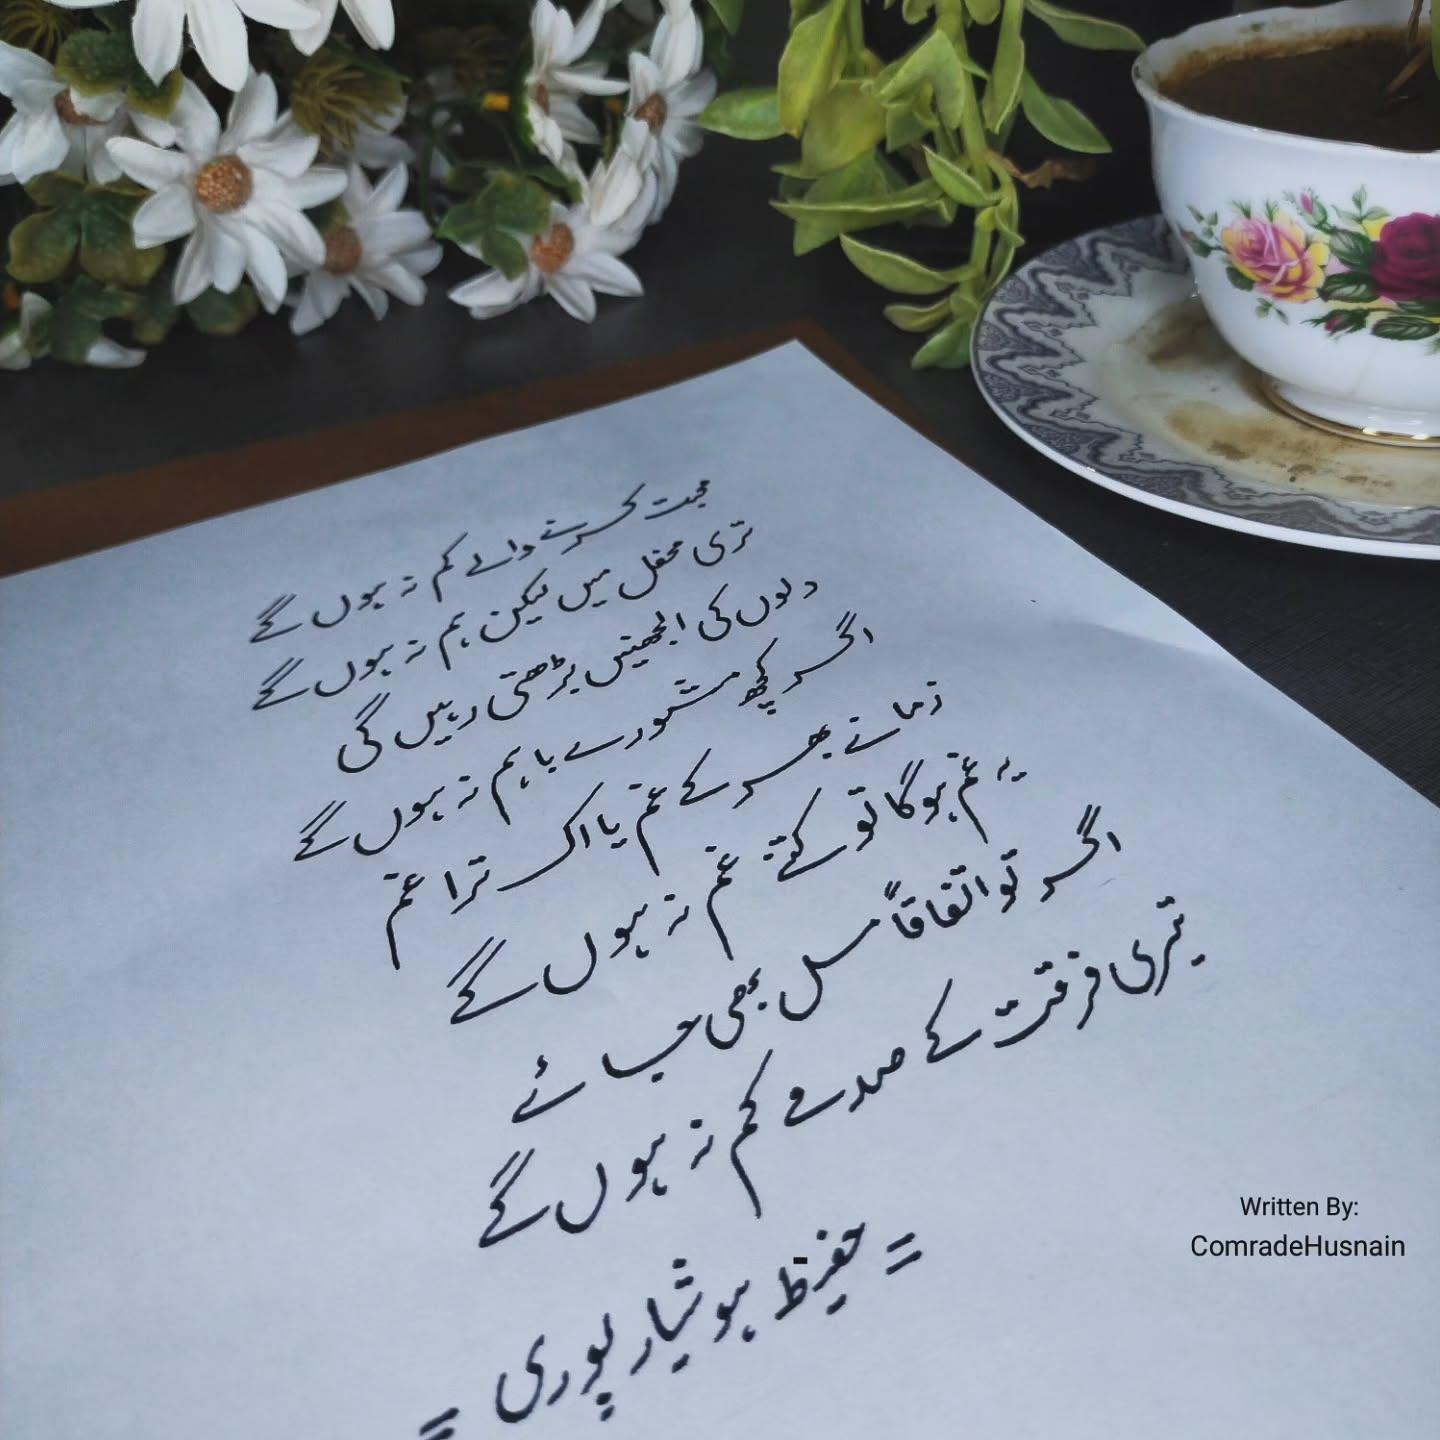 محبت کرنے والے کم نہ ہوں گے
تری محفل میں لیکن ہم نہ ہوں گے
دلوں کی الجھنیں بڑھتی رہیں گی
اگر کچھ مشورے باہم نہ ہوں گے
زمانے بھر کے غم یا اک ترا غم
یہ غم ہوگا تو کتنے غم نہ ہوں گے
اگر تو اتفاقاً مل بھی جائے
تیری فرقت کے صدمے کم نہ ہوں گے
= حفیظ ہوشیارپوری =
Written By:
ComradeHusnain